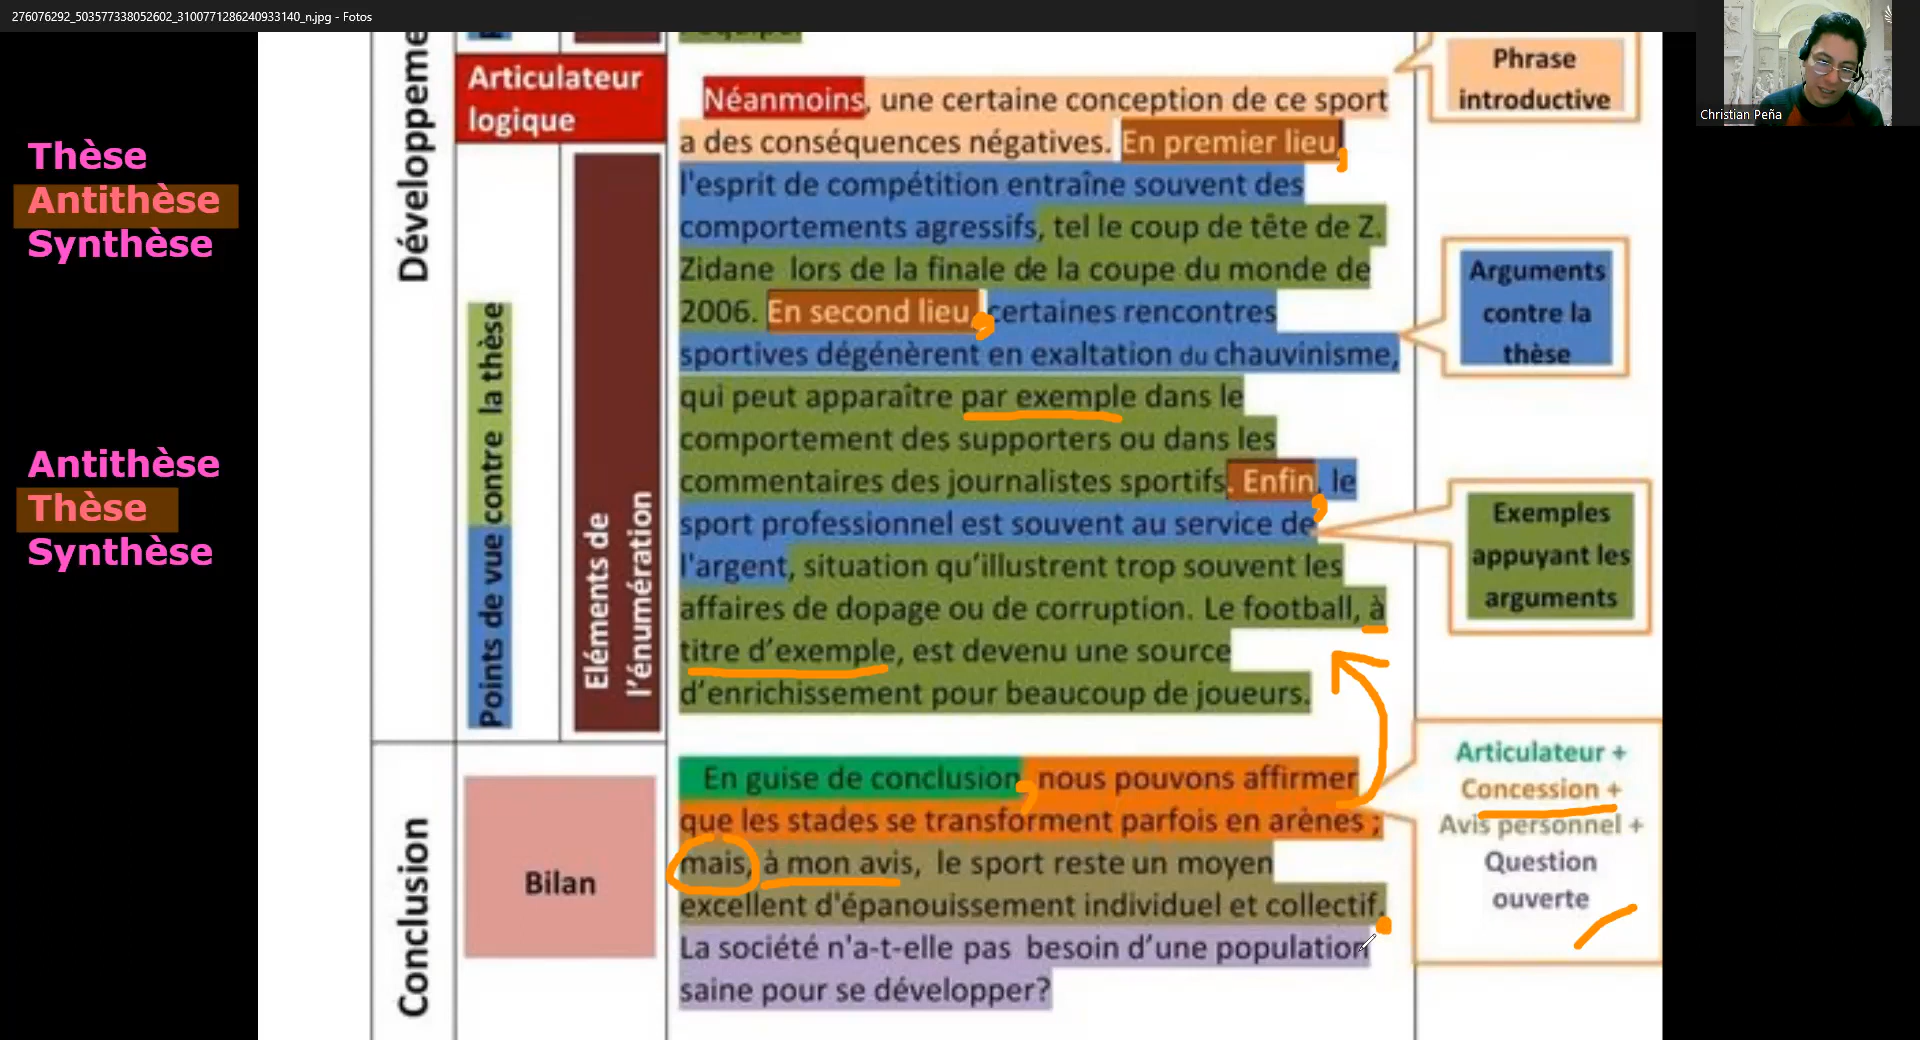 276076292_503577338052602_3100771286240933140_n.jpg - Fotos
Christian Peña
Thèse
Antithèse
Synthèse
Antithèse
Thèse
Synthèse
Développeme
Articulateur
logique
Points de vue contre la thèse
Eléments de
l'énumération
Néanmoins, une certaine conception de ce sport
a des conséquences négatives. En premier lieu,
l'esprit de compétition entraîne souvent des
comportements agressifs, tel le coup de tête de Z.
Zidane lors de la finale de la coupe du monde de
2006. En second lieu, certaines rencontres
sportives dégénèrent en exaltation du chauvinisme,
qui peut apparaître par exemple dans le
comportement des supporters ou dans les
commentaires des journalistes sportifs. Enfin, le
sport professionnel est souvent au service de
l'argent, situation qu'illustrent trop souvent les
affaires de dopage ou de corruption. Le football, à
titre d'exemple, est devenu une source
d'enrichissement pour beaucoup de joueurs.
Phrase
introductive
Arguments
contre la
thèse
Exemples
appuyant les
arguments
Conclusion
Bilan
En guise de conclusion, nous pouvons affirmer
que les stades se transforment parfois en arènes ;
mais, à mon avis, le sport reste un moyen
excellent d'épanouissement individuel et collectif.
La société n'a-t-elle pas besoin d'une population
saine pour se développer?
Articulateur +
Concession +
Avis personnel +
Question
ouverte